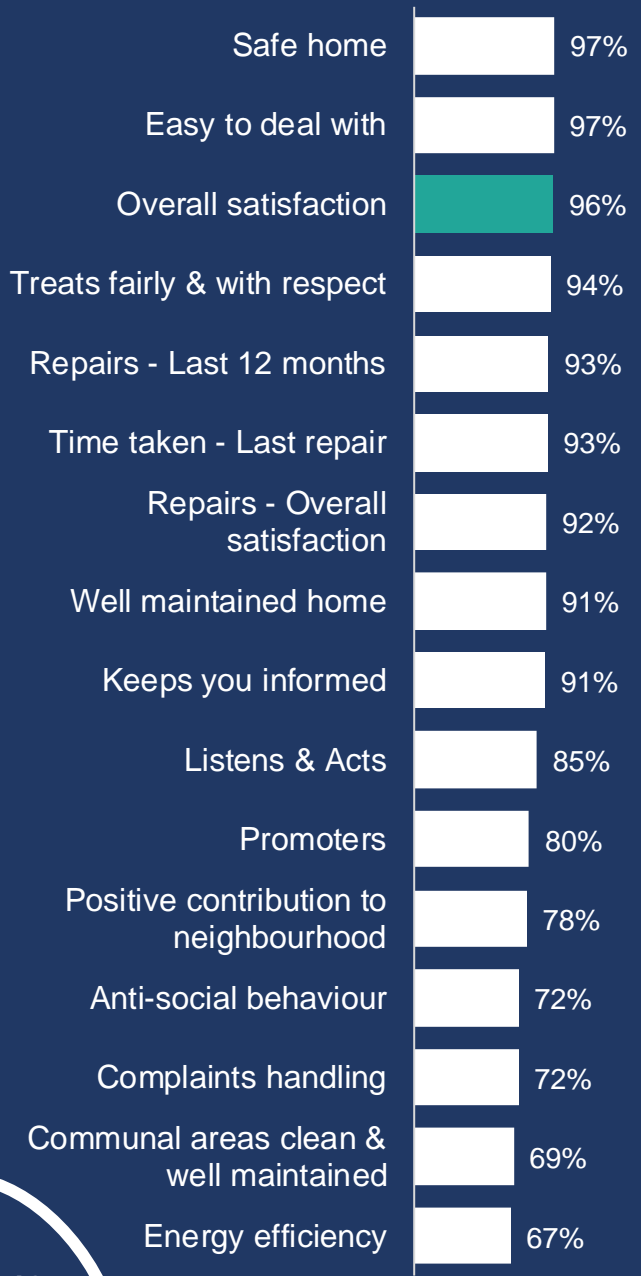 Safe home 97%
Easy to deal with 97%
Overall satisfaction 96%
Treats fairly & with respect 94%
Repairs - Last 12 months 93%
Time taken - Last repair 93%
Repairs - Overall
satisfaction 92%
Well maintained home 91%
Keeps you informed 91%
Listens & Acts 85%
Promoters 80%
Positive contribution to
neighbourhood 78%
Anti-social behaviour 72%
Complaints handling 72%
Communal areas clean &
well maintained 69%
Energy efficiency 67%